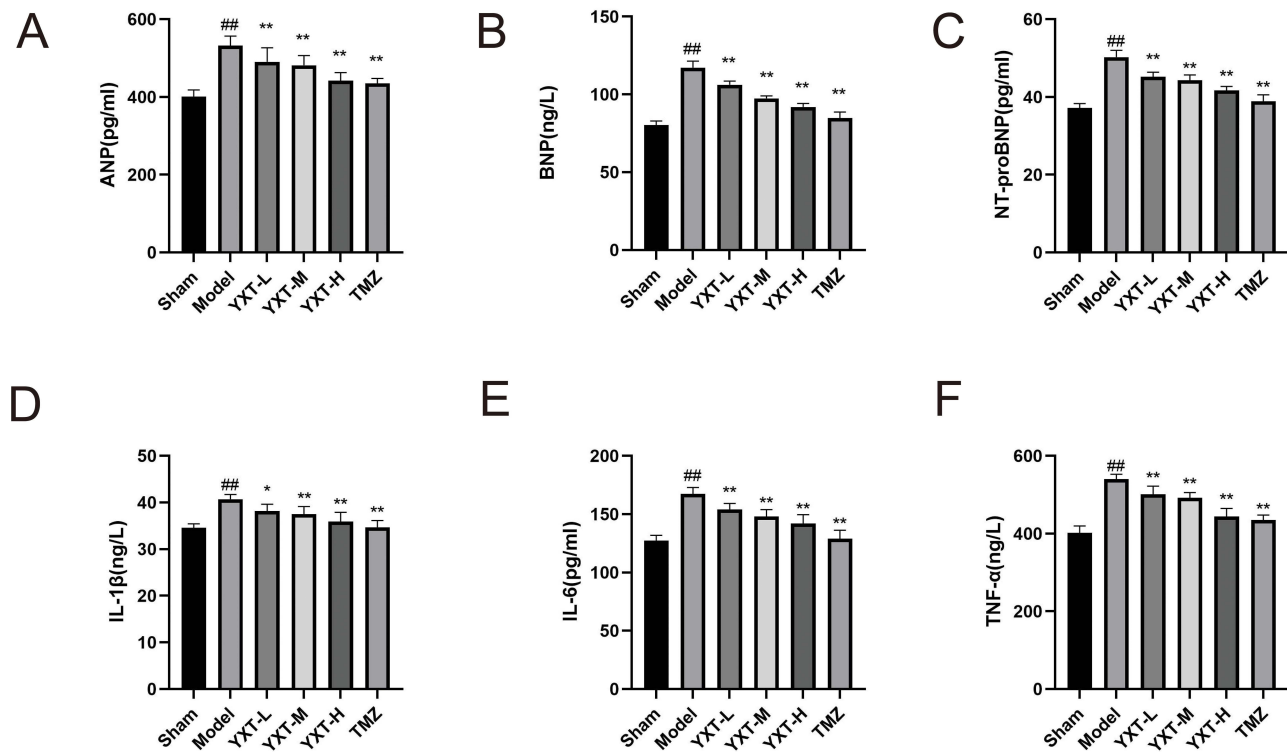 A
ANP(pg/ml)
600
400
200
0
##
**
**
**
**
Sham
Model
YXT-L
YXT-M
YXT-H
TMZ
B
BNP(ng/L)
150
100
50
0
##
**
**
**
**
Sham
Model
YXT-L
YXT-M
YXT-H
TMZ
C
NT-proBNP(pg/ml)
60
40
20
0
##
**
**
**
**
Sham
Model
YXT-L
YXT-M
YXT-H
TMZ
D
IL-1β(ng/L)
50
40
30
20
10
0
##
*
**
**
**
Sham
Model
YXT-L
YXT-M
YXT-H
TMZ
E
IL-6(pg/ml)
200
150
100
50
0
##
**
**
**
**
Sham
Model
YXT-L
YXT-M
YXT-H
TMZ
F
TNF-α(ng/L)
600
400
200
0
##
**
**
**
**
Sham
Model
YXT-L
YXT-M
YXT-H
TMZ